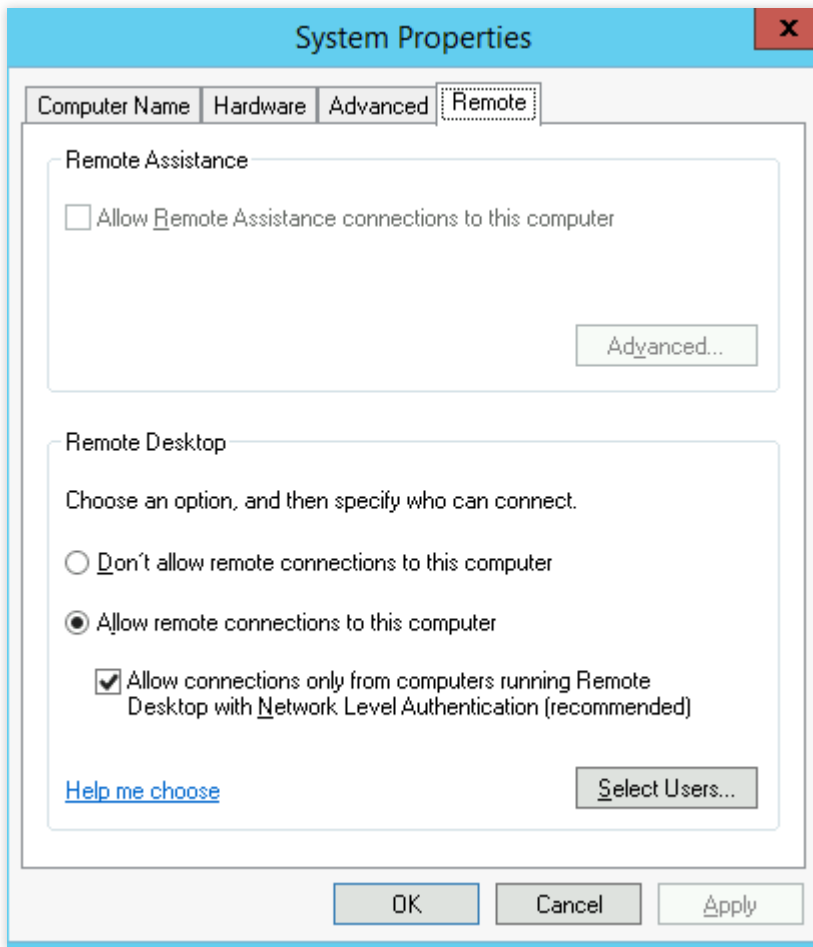 System Properties
x
Computer Name Hardware Advanced Remote
Remote Assistance
Allow Remote Assistance connections to this computer
Advanced...
Remote Desktop
Choose an option, and then specify who can connect.
Don´t allow remote connections to this computer
Allow remote connections to this computer
Allow connections only from computers running Remote
Desktop with Network Level Authentication (recommended)
Help me choose Select Users...
OK Cancel Apply